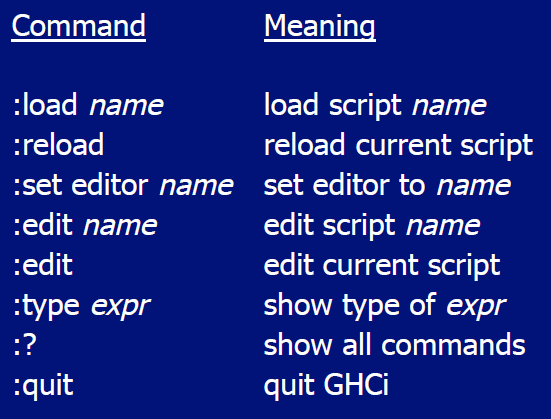 Command Meaning
:load name load script name
:reload reload current script
:set editor name set editor to name
:edit name edit script name
:edit edit current script
:type expr show type of expr
:? show all commands
:quit quit GHCi